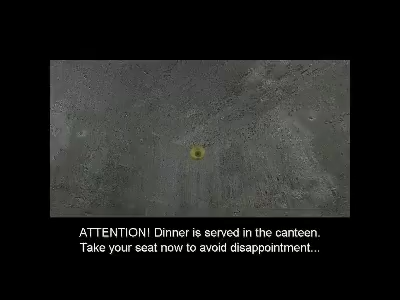 ATTENTION! Dinner is served in the canteen.
Take your seat now to avoid disappointment...